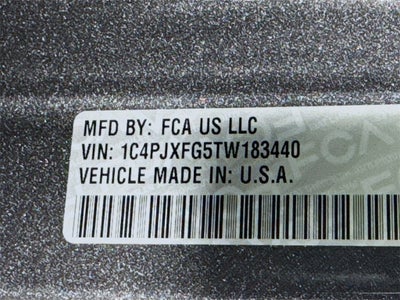 MFD BY: FCA US LLC
VIN: 1C4PJXFG5TW183440
VEHICLE MADE IN: U.S.A.